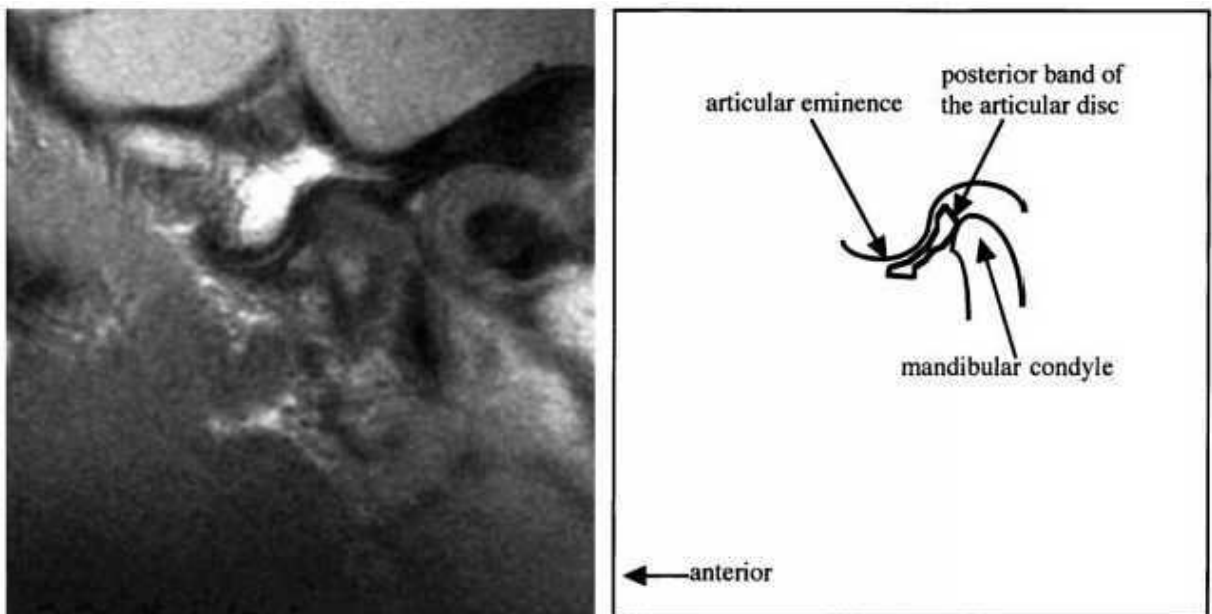 posterior band of
articular eminence
the articular disc
mandibular condyle
anterior